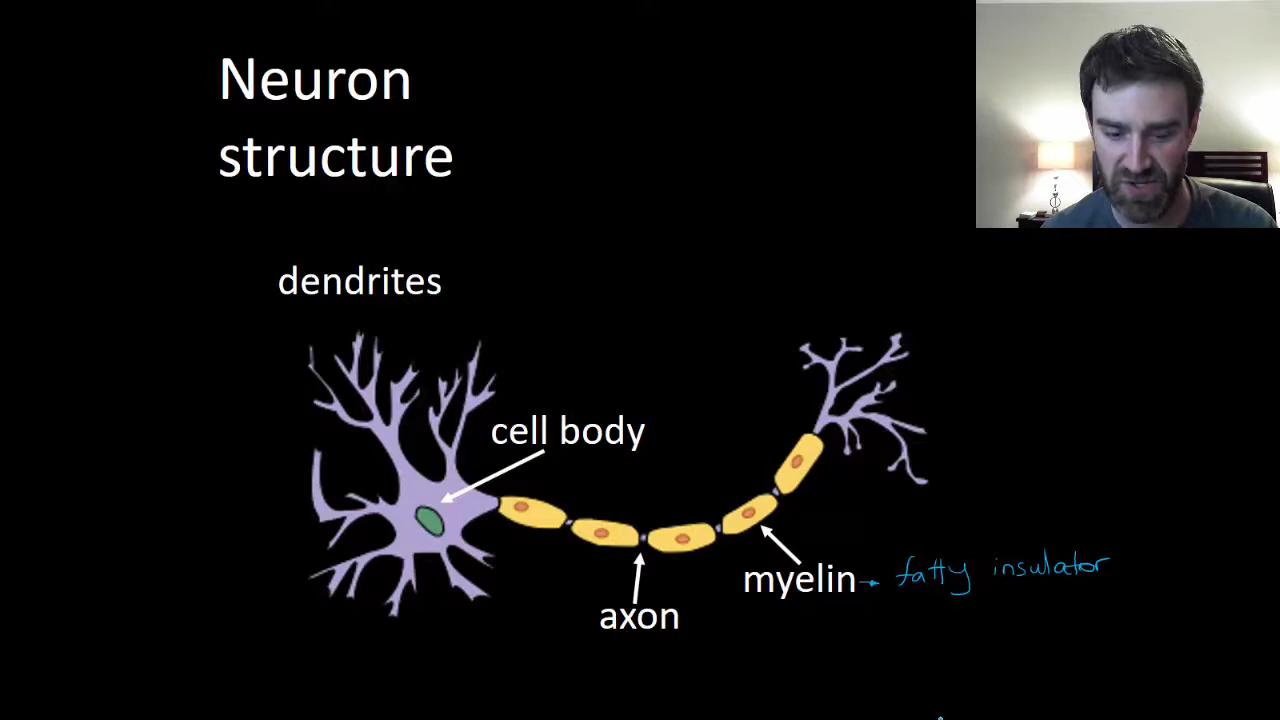 Neuron
structure
dendrites
cell body
myelin → fatty insulator
axon